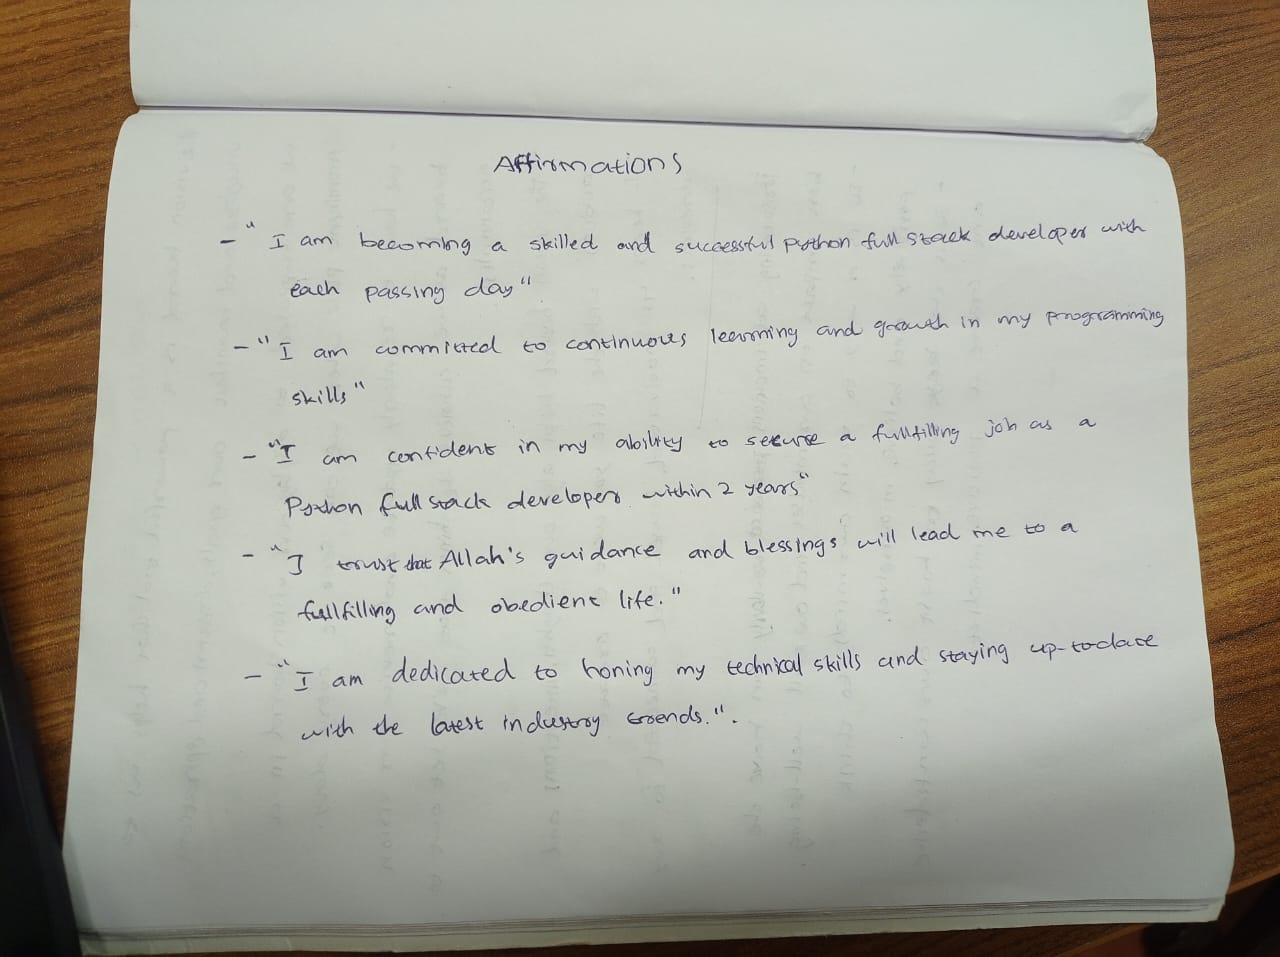 Affirmations
- "I am becoming a skilled and successful Python full stack developer with
each passing day"
- "I am committed to continuous learning and growth in my programming
skills"
- "I am confident in my ability to secure a fullfilling job as a
Python full stack developer within 2 years"
- "I trust that Allah's guidance and blessings will lead me to a
fullfilling and obedient life."
- "I am dedicated to honing my technical skills and staying up-to-date
with the latest industry trends.".